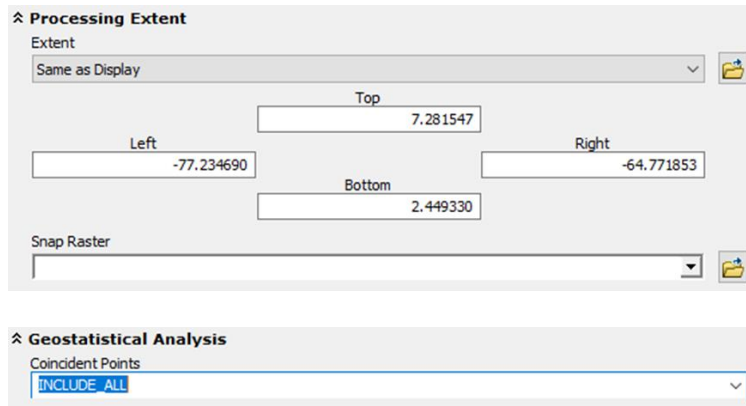 Processing Extent
Extent
Same as Display
Top
7.281547
Left
Right
-77.234690
-64.771853
Bottom
2.449330
Snap Raster
Geostatistical Analysis
Coincident Points
INCLUDE_ALL